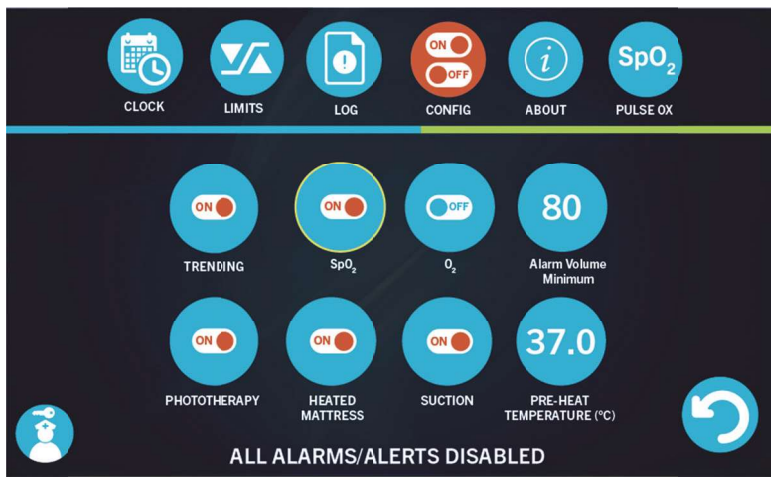 ON
OFF
i
SpO₂
CLOCK
LIMITS
LOG
CONFIG
ABOUT
PULSE OX
ON
ON
OFF
80
TRENDING
SpO₂
O₂
Alarm Volume
Minimum
ON
ON
ON
37.0
PHOTOTHERAPY
HEATED
MATTRESS
SUCTION
PRE-HEAT
TEMPERATURE (°C)
ALL ALARMS/ALERTS DISABLED